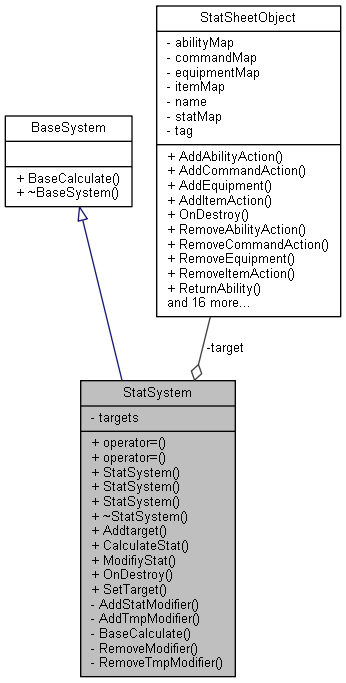 StatSheetObject
- abilityMap
- commandMap
- equipmentMap
- itemMap
- name
- statMap
- tag
+ AddAbilityAction()
+ AddCommandAction()
+ AddEquipment()
+ AddItemAction()
+ OnDestroy()
+ RemoveAbilityAction()
+ RemoveCommandAction()
+ RemoveEquipment()
+ RemoveItemAction()
+ ReturnAbility()
and 16 more...
BaseSystem
+ BaseCalculate()
+ ~BaseSystem()
-target
StatSystem
- targets
+ operator=()
+ operator=()
+ StatSystem()
+ StatSystem()
+ StatSystem()
+ ~StatSystem()
+ Addtarget()
+ CalculateStat()
+ ModifiyStat()
+ OnDestroy()
+ SetTarget()
- AddStatModifier()
- AddTmpModifier()
- BaseCalculate()
- RemoveModifier()
- RemoveTmpModifier()